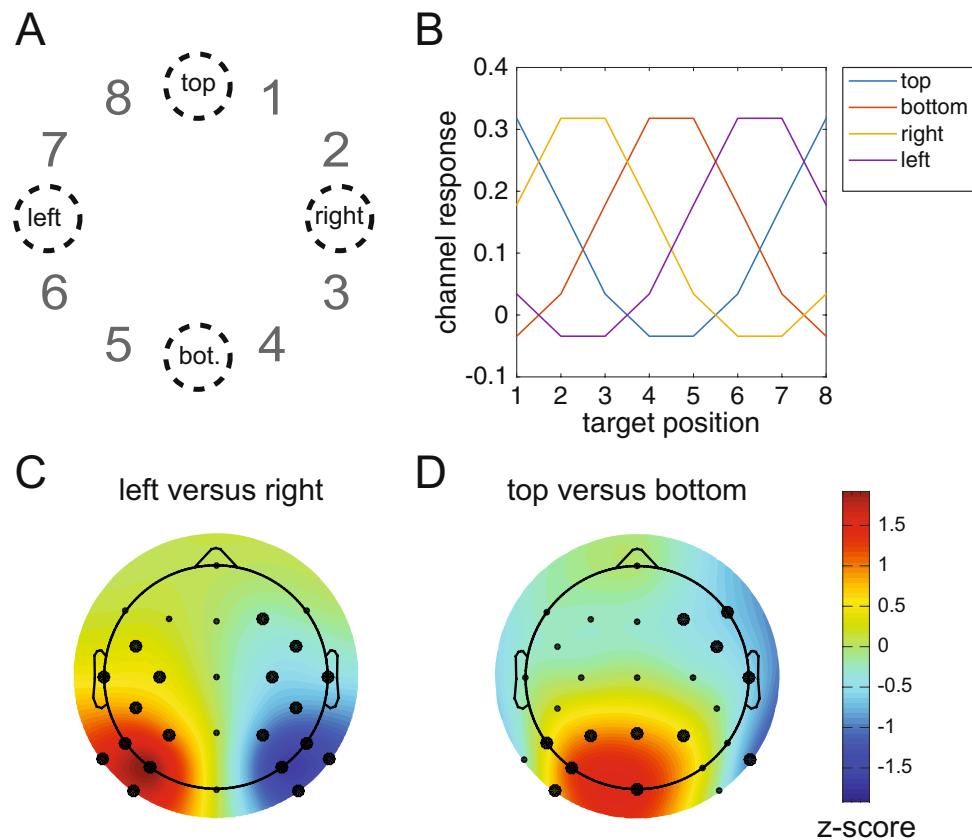 A
top
8
1
7
2
left
right
6
3
5
bot.
4
B
0.4
0.3
0.2
0.1
0
-0.1
channel response
1 2 3 4 5 6 7 8
target position
top
bottom
right
left
C
left versus right
D
top versus bottom
1.5
1
0.5
0
-0.5
-1
-1.5
z-score